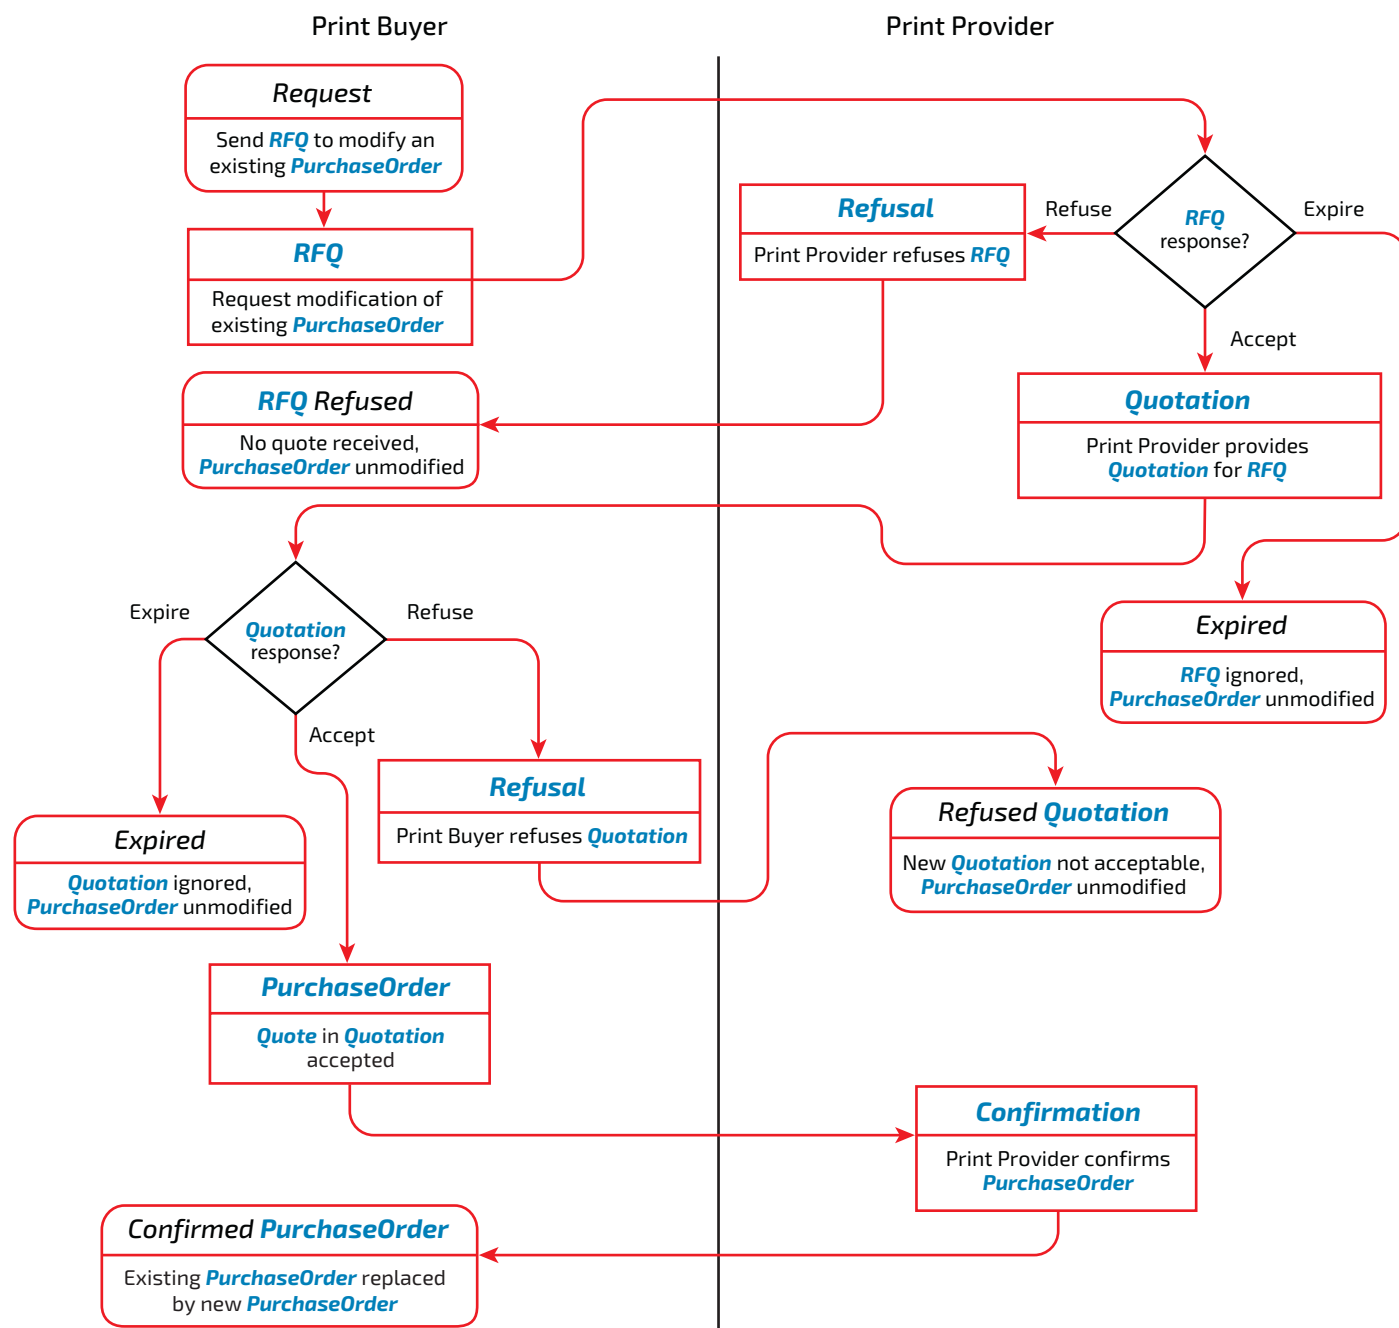 Print Buyer
Print Provider
Request
Send RFQ to modify an
existing PurchaseOrder
RFQ
Request modification of
existing PurchaseOrder
Refusal
Print Provider refuses RFQ
Refuse
RFQ
response?
Expire
Accept
RFQ Refused
No quote received,
PurchaseOrder unmodified
Quotation
Print Provider provides
Quotation for RFQ
Expire
Quotation
response?
Refuse
Accept
Expired
RFQ ignored,
PurchaseOrder unmodified
Refusal
Print Buyer refuses Quotation
Refused Quotation
New Quotation not acceptable,
PurchaseOrder unmodified
Expired
Quotation ignored,
PurchaseOrder unmodified
PurchaseOrder
Quote in Quotation
accepted
Confirmation
Print Provider confirms
PurchaseOrder
Confirmed PurchaseOrder
Existing PurchaseOrder replaced
by new PurchaseOrder